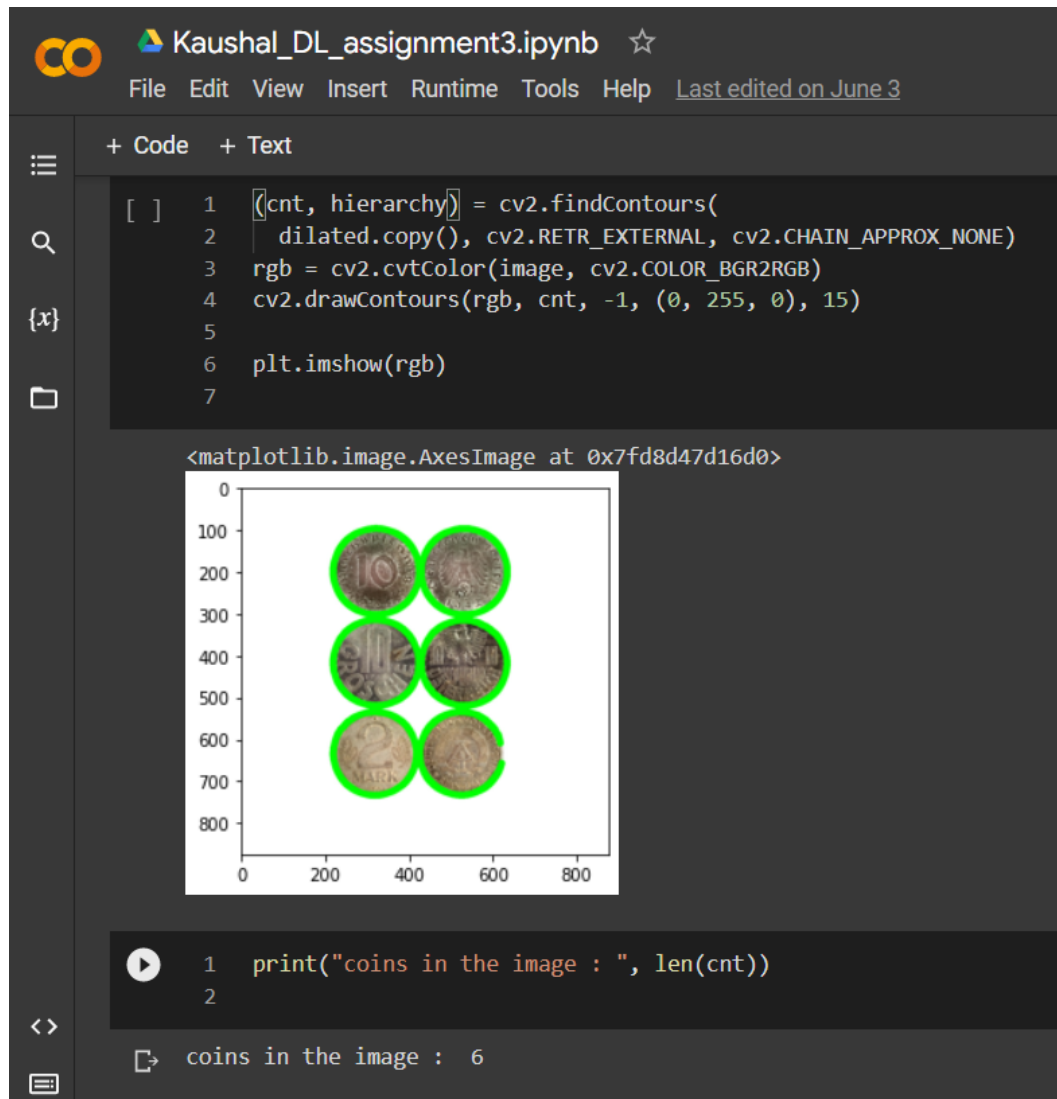 Kaushal_DL_assignment3.ipynb
File Edit View Insert Runtime Tools Help Last edited on June 3
+ Code + Text
[ ]
1 (cnt, hierarchy) = cv2.findContours(
2 dilated.copy(), cv2.RETR_EXTERNAL, cv2.CHAIN_APPROX_NONE)
3 rgb = cv2.cvtColor(image, cv2.COLOR_BGR2RGB)
4 cv2.drawContours(rgb, cnt, -1, (0, 255, 0), 15)
5
6 plt.imshow(rgb)
7
{x}
<matplotlib.image.AxesImage at 0x7fd8d47d16d0>
0
100
200
300
400
500
600
700
800
10
10
2
MARK
0 200 400 600 800
1 print("coins in the image : ", len(cnt))
2
<>
coins in the image : 6